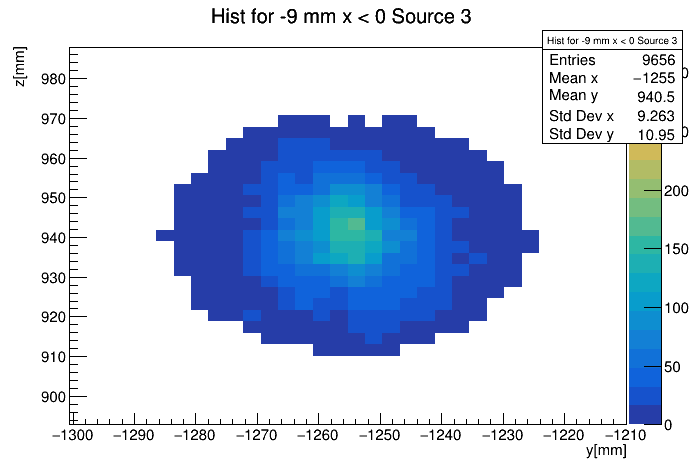 Hist for -9 mm x < 0 Source 3
z[mm]
Hist for -9 mm x < 0 Source 3
Entries 9656
Mean x −1255
Mean y 940.5
Std Dev x 9.263
Std Dev y 10.95
980
970
960
950
940
930
920
910
900
200
150
100
50
0
−1300 −1290 −1280 −1270 −1260 −1250 −1240 −1230 −1220 −1210
y[mm]